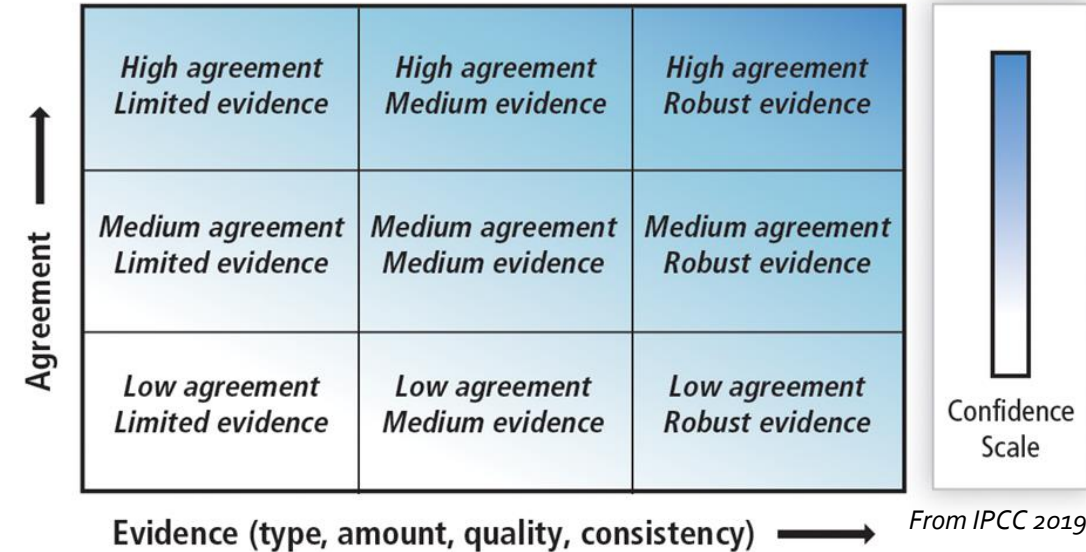 High agreement
Limited evidence
High agreement
Medium evidence
High agreement
Robust evidence
Medium agreement
Limited evidence
Medium agreement
Medium evidence
Medium agreement
Robust evidence
Low agreement
Limited evidence
Low agreement
Medium evidence
Low agreement
Robust evidence
Agreement
Evidence (type, amount, quality, consistency)
Confidence
Scale
From IPCC 2019